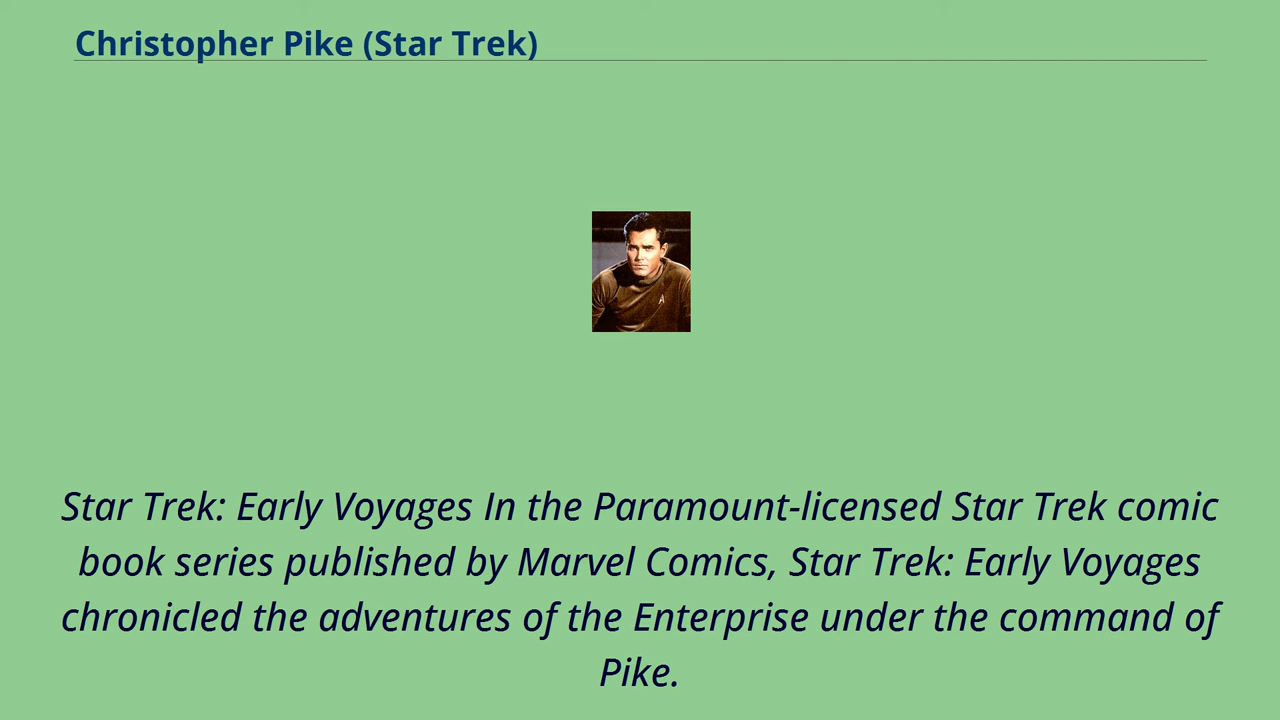 Christopher Pike (Star Trek)
Star Trek: Early Voyages In the Paramount-licensed Star Trek comic
book series published by Marvel Comics, Star Trek: Early Voyages
chronicled the adventures of the Enterprise under the command of
Pike.